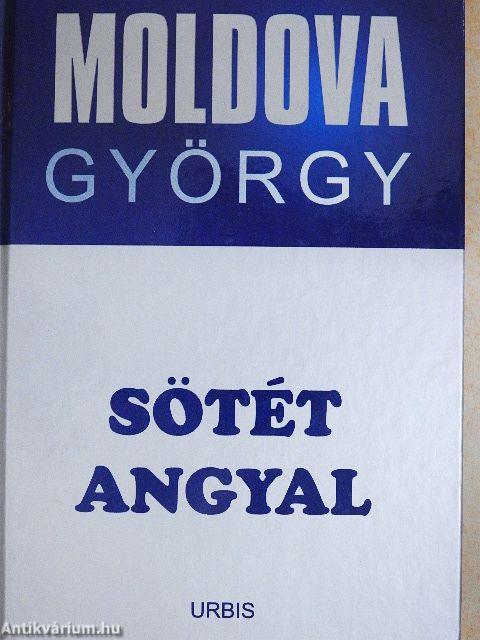 MOLDOVA
GYÖRGY
SÖTÉT
ANGYAL
URBIS
Antikvárium.hu